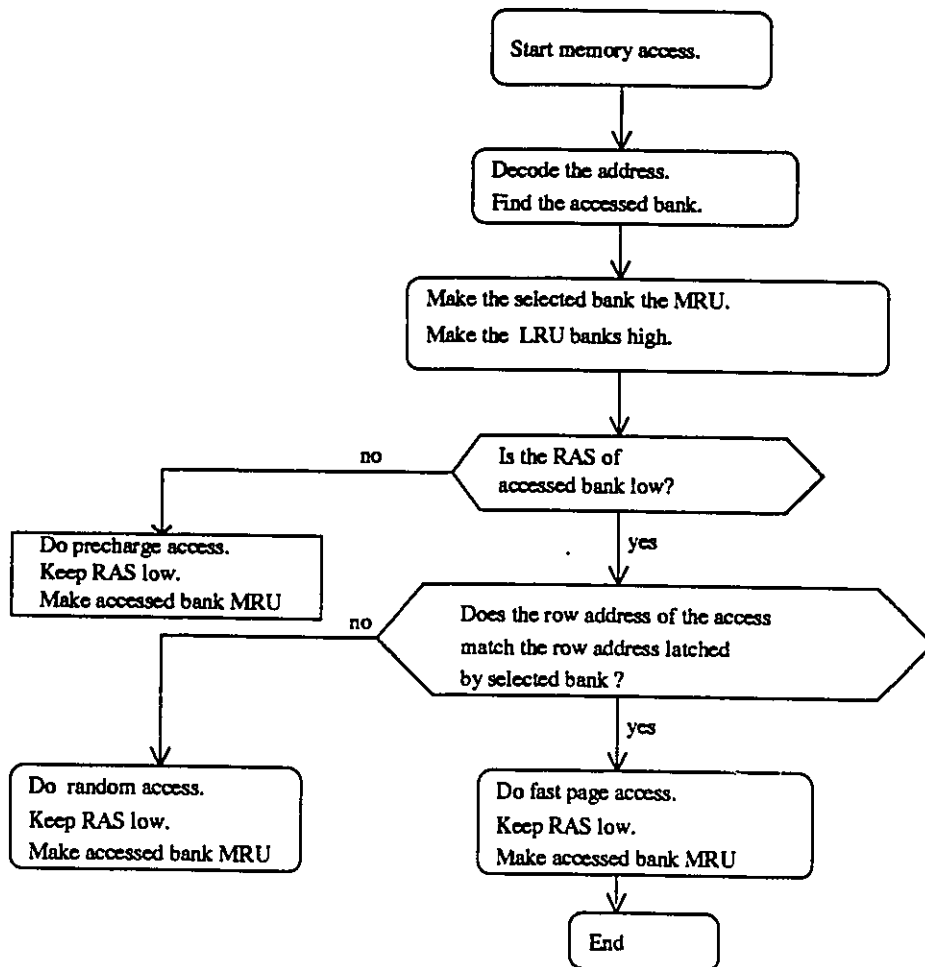 Start memory access.
Decode the address.
Find the accessed bank.
Make the selected bank the MRU.
Make the LRU banks high.
Is the RAS of
accessed bank low?
no
yes
Do precharge access.
Keep RAS low.
Make accessed bank MRU
Does the row address of the access
match the row address latched
by selected bank ?
no
yes
Do random access.
Keep RAS low.
Make accessed bank MRU
Do fast page access.
Keep RAS low.
Make accessed bank MRU
End